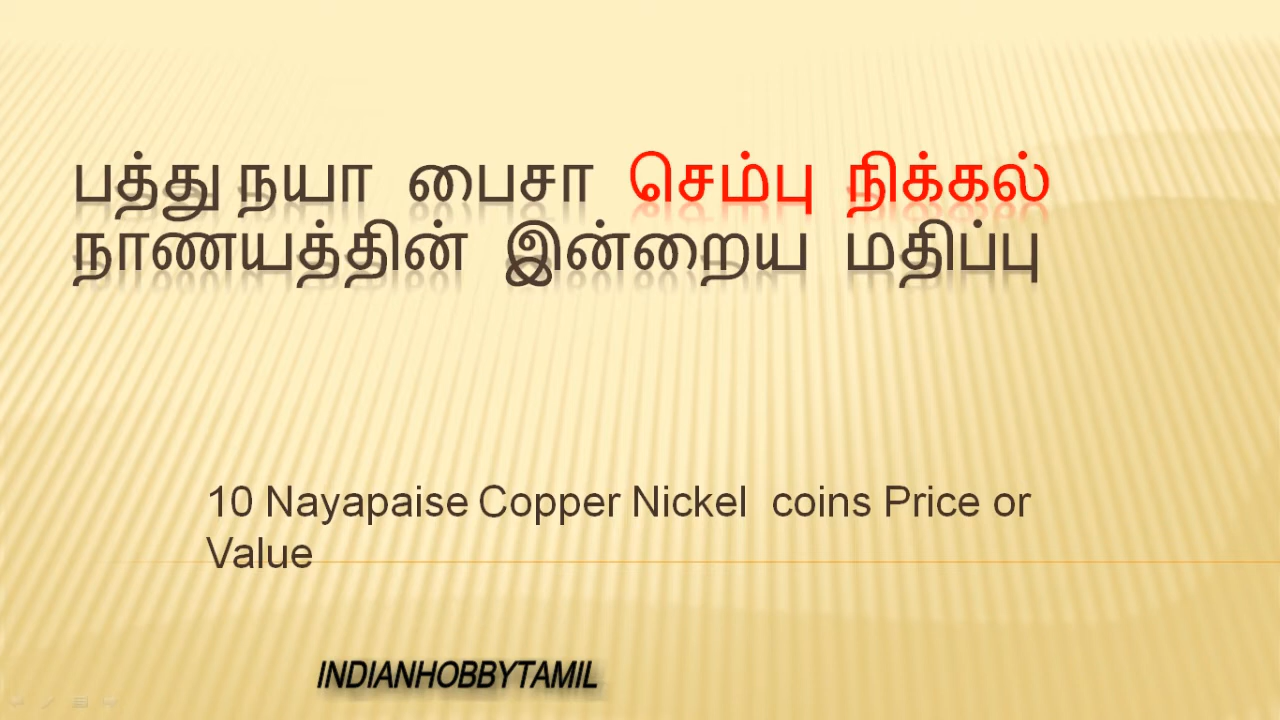 பத்து நயா பைசா செம்பு நிக்கல்
நாணயத்தின் இன்றைய மதிப்பு
10 Nayapaise Copper Nickel coins Price or
Value
INDIANHOBBYTAMIL